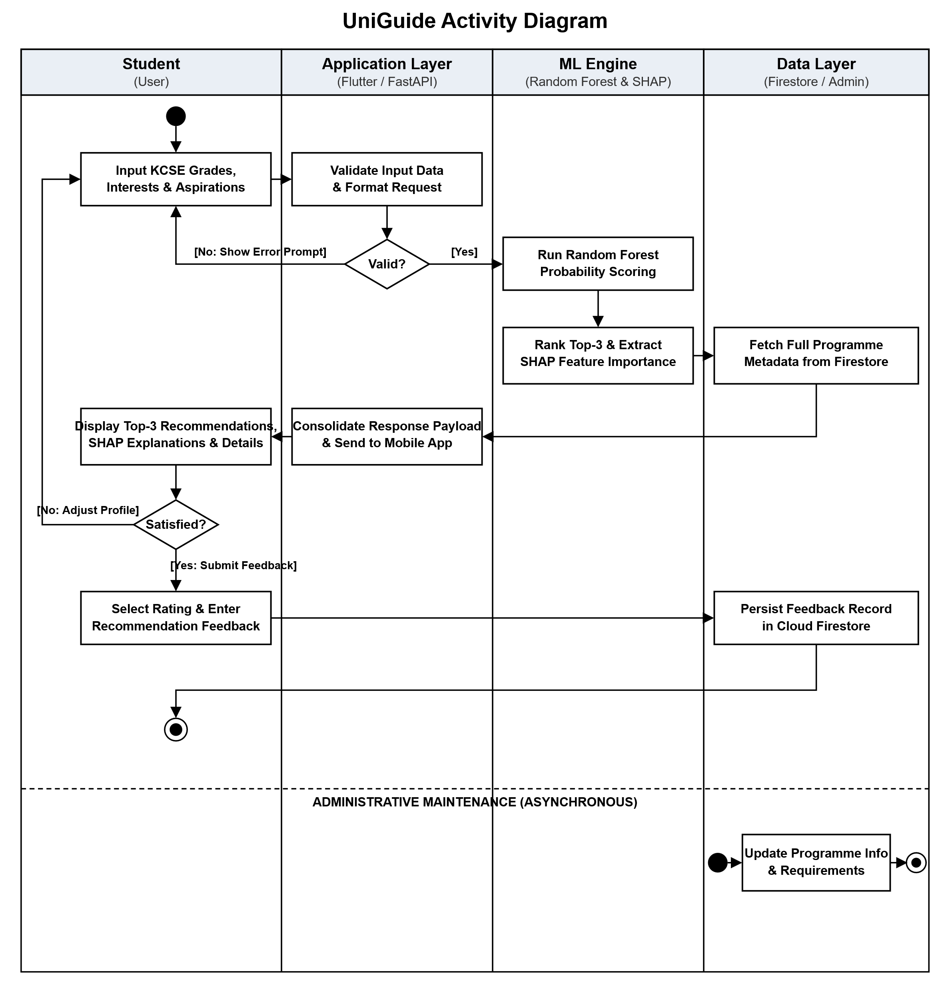 UniGuide Activity Diagram
Student
(User)
Application Layer
(Flutter / FastAPI)
ML Engine
(Random Forest & SHAP)
Data Layer
(Firestore / Admin)
Input KCSE Grades,
Interests & Aspirations
Validate Input Data
& Format Request
[No: Show Error Prompt]
Valid?
[Yes]
Run Random Forest
Probability Scoring
Rank Top-3 & Extract
SHAP Feature Importance
Fetch Full Programme
Metadata from Firestore
Display Top-3 Recommendations,
SHAP Explanations & Details
Consolidate Response Payload
& Send to Mobile App
[No: Adjust Profile]
Satisfied?
[Yes: Submit Feedback]
Select Rating & Enter
Recommendation Feedback
Persist Feedback Record
in Cloud Firestore
ADMINISTRATIVE MAINTENANCE (ASYNCHRONOUS)
Update Programme Info
& Requirements